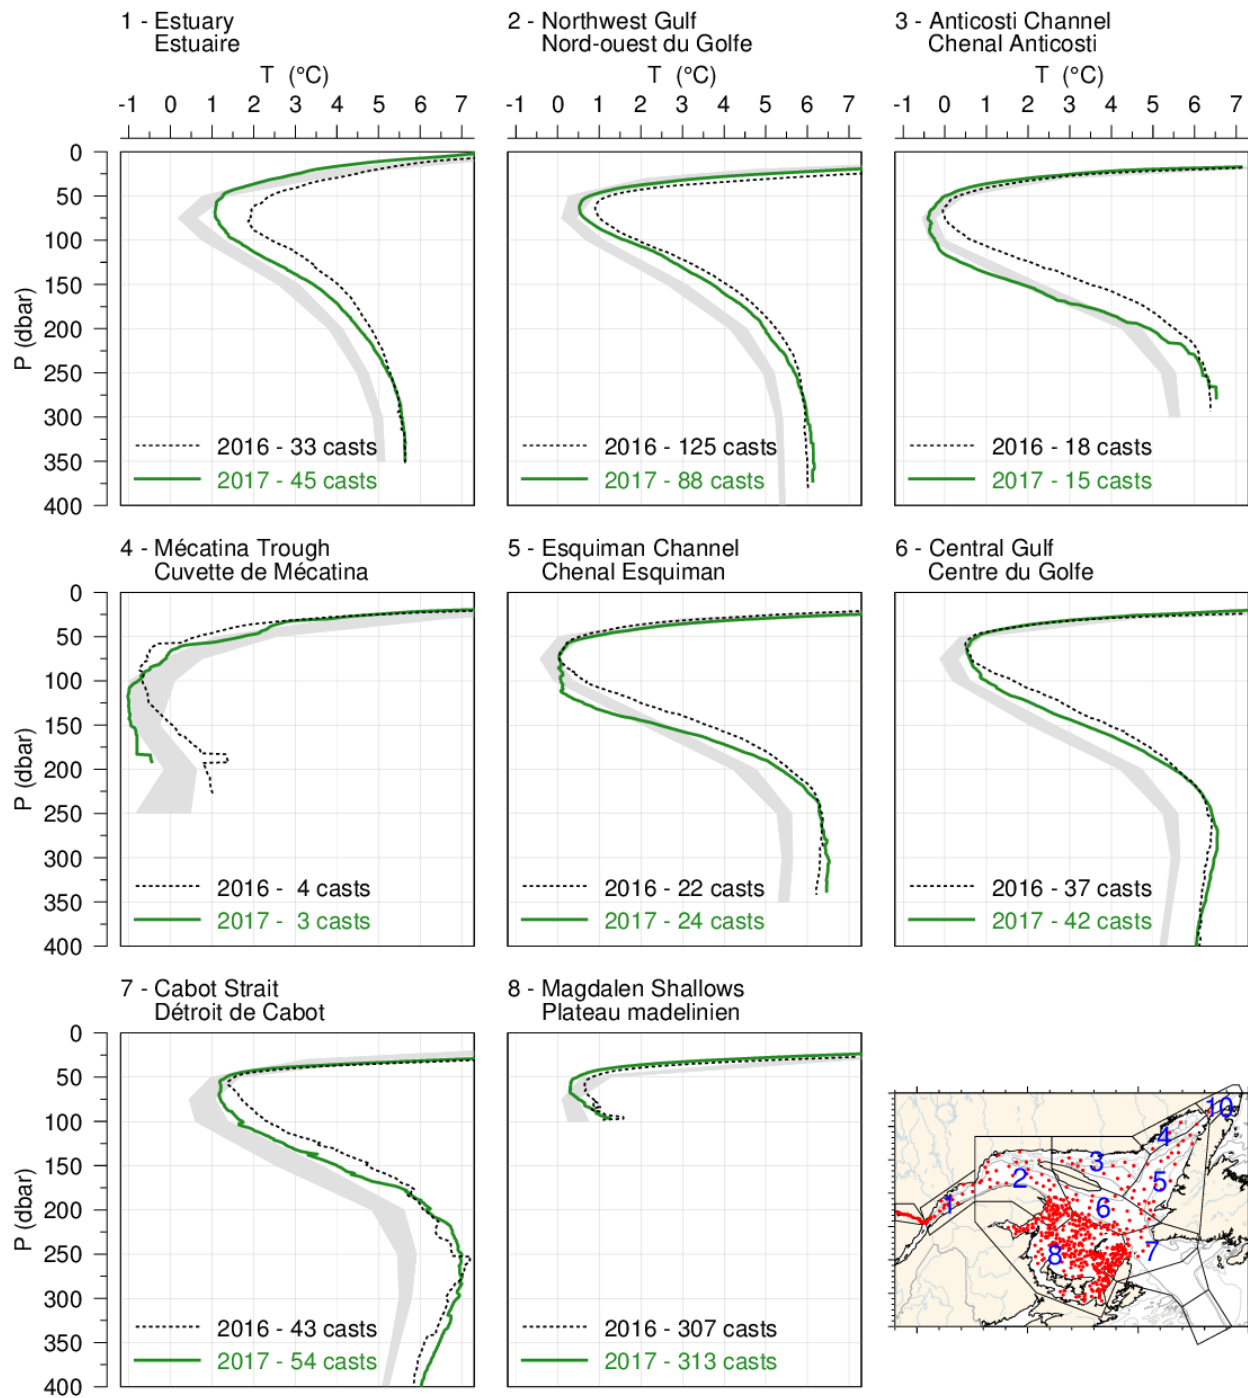 1 - Estuary
Estuaire
2 - Northwest Gulf
Nord-ouest du Golfe
3 - Anticosti Channel
Chenal Anticosti
T (°C)
T (°C)
T (°C)
-1 0 1 2 3 4 5 6 7
-1 0 1 2 3 4 5 6 7
-1 0 1 2 3 4 5 6 7
0
50
100
150
200
250
300
350
400
P (dbar)
2016 - 33 casts
2017 - 45 casts
2016 - 125 casts
2017 - 88 casts
2016 - 18 casts
2017 - 15 casts
4 - Mécatina Trough
Cuvette de Mécatina
5 - Esquiman Channel
Chenal Esquiman
6 - Central Gulf
Centre du Golfe
0
50
100
150
200
250
300
350
400
P (dbar)
2016 - 4 casts
2017 - 3 casts
2016 - 22 casts
2017 - 24 casts
2016 - 37 casts
2017 - 42 casts
7 - Cabot Strait
Détroit de Cabot
8 - Magdalen Shallows
Plateau madelinien
0
50
100
150
200
250
300
350
400
P (dbar)
2016 - 43 casts
2017 - 54 casts
2016 - 307 casts
2017 - 313 casts
10
4
3
2
5
1
6
8
7